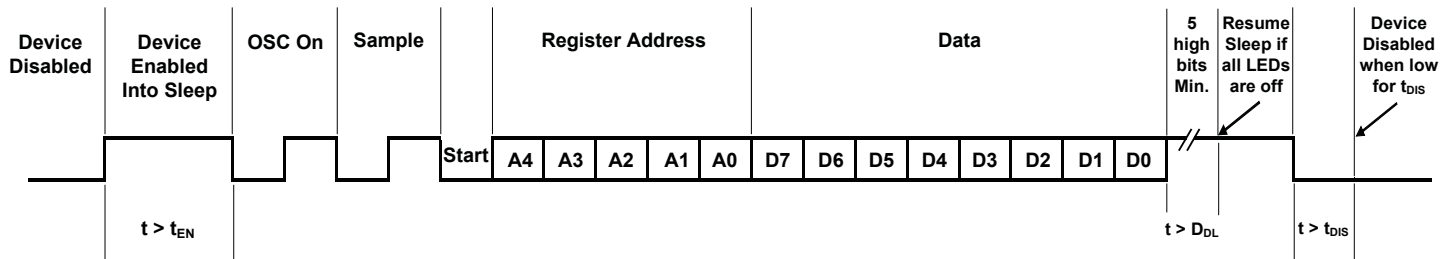 Device
Disabled
Device
Enabled
Into Sleep
OSC On
Sample
Register Address
Data
5
high
bits
Min.
Resume
Sleep if
all LEDs
are off
Device
Disabled
when low
for tDIS
Start A4 A3 A2 A1 A0 D7 D6 D5 D4 D3 D2 D1 D0
t > tEN
t > DDL
t > tDIS